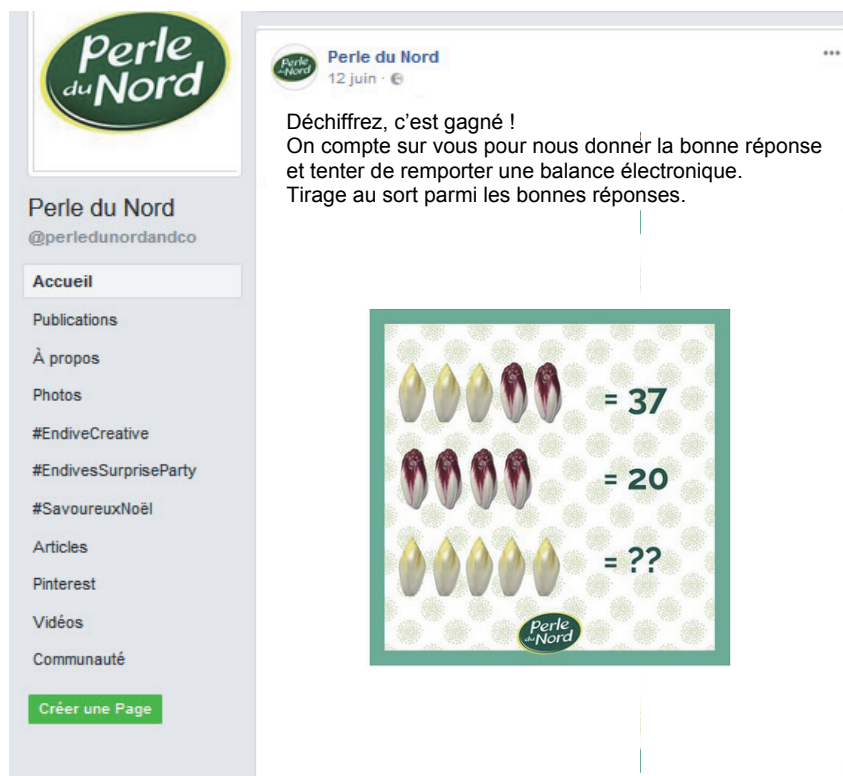 Perle
du Nord
Perle du Nord
@perledunordandco
Accueil
Publications
À propos
Photos
#EndiveCreative
#EndivesSurpriseParty
#SavoureuxNoël
Articles
Pinterest
Vidéos
Communauté
Créer une Page
Perle
du Nord
Perle du Nord
12 juin ·
Déchiffrez, c’est gagné !
On compte sur vous pour nous donner la bonne réponse
et tenter de remporter une balance électronique.
Tirage au sort parmi les bonnes réponses.
= 37
= 20
= ??
Perle
du Nord